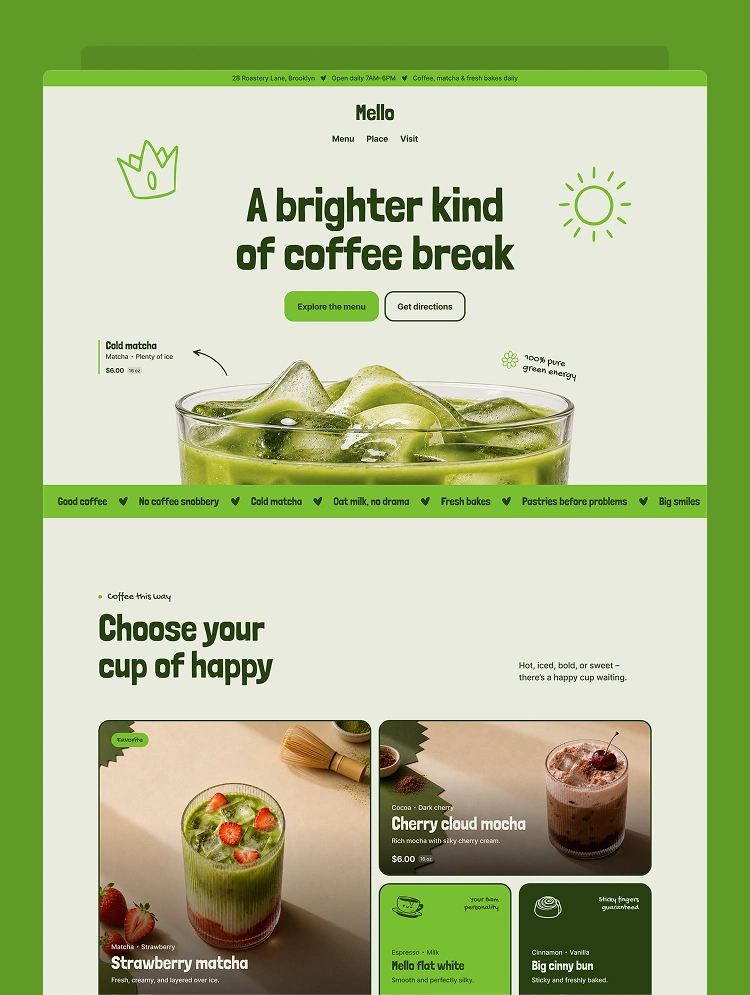 28 Roastery Lane, Brooklyn
Open daily 7AM–6PM
Coffee, matcha & fresh bakes daily
Mello
Menu
Place
Visit
A brighter kind
of coffee break
Explore the menu
Get directions
Cold matcha
Matcha • Plenty of ice
$6.00 16 oz
100% pure
green energy
Good coffee
No coffee snobbery
Cold matcha
Oat milk, no drama
Fresh bakes
Pastries before problems
Big smiles
Coffee this way
Choose your
cup of happy
Hot, iced, bold, or sweet –
there's a happy cup waiting.
Favorite
Matcha • Strawberry
Strawberry matcha
Fresh, creamy, and layered over ice.
Cocoa • Dark cherry
Cherry cloud mocha
Rich mocha with silky cherry cream.
$6.00 16 oz
Your 8am
personality
Espresso • Milk
Mello flat white
Smooth and perfectly silky.
Sticky fingers
guaranteed
Cinnamon • Vanilla
Big cinny bun
Sticky and freshly baked.